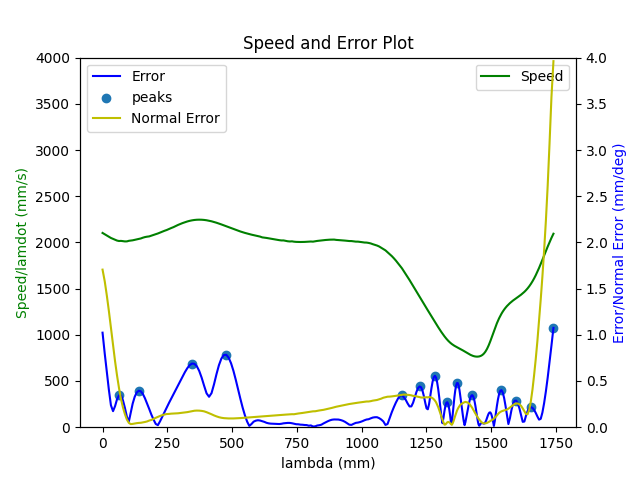 Speed and Error Plot
Error
peaks
Normal Error
Speed
4000
3500
3000
2500
2000
1500
1000
500
0
Speed/lamdot (mm/s)
4.0
3.5
3.0
2.5
2.0
1.5
1.0
0.5
0.0
Error/Normal Error (mm/deg)
0 250 500 750 1000 1250 1500 1750
lambda (mm)